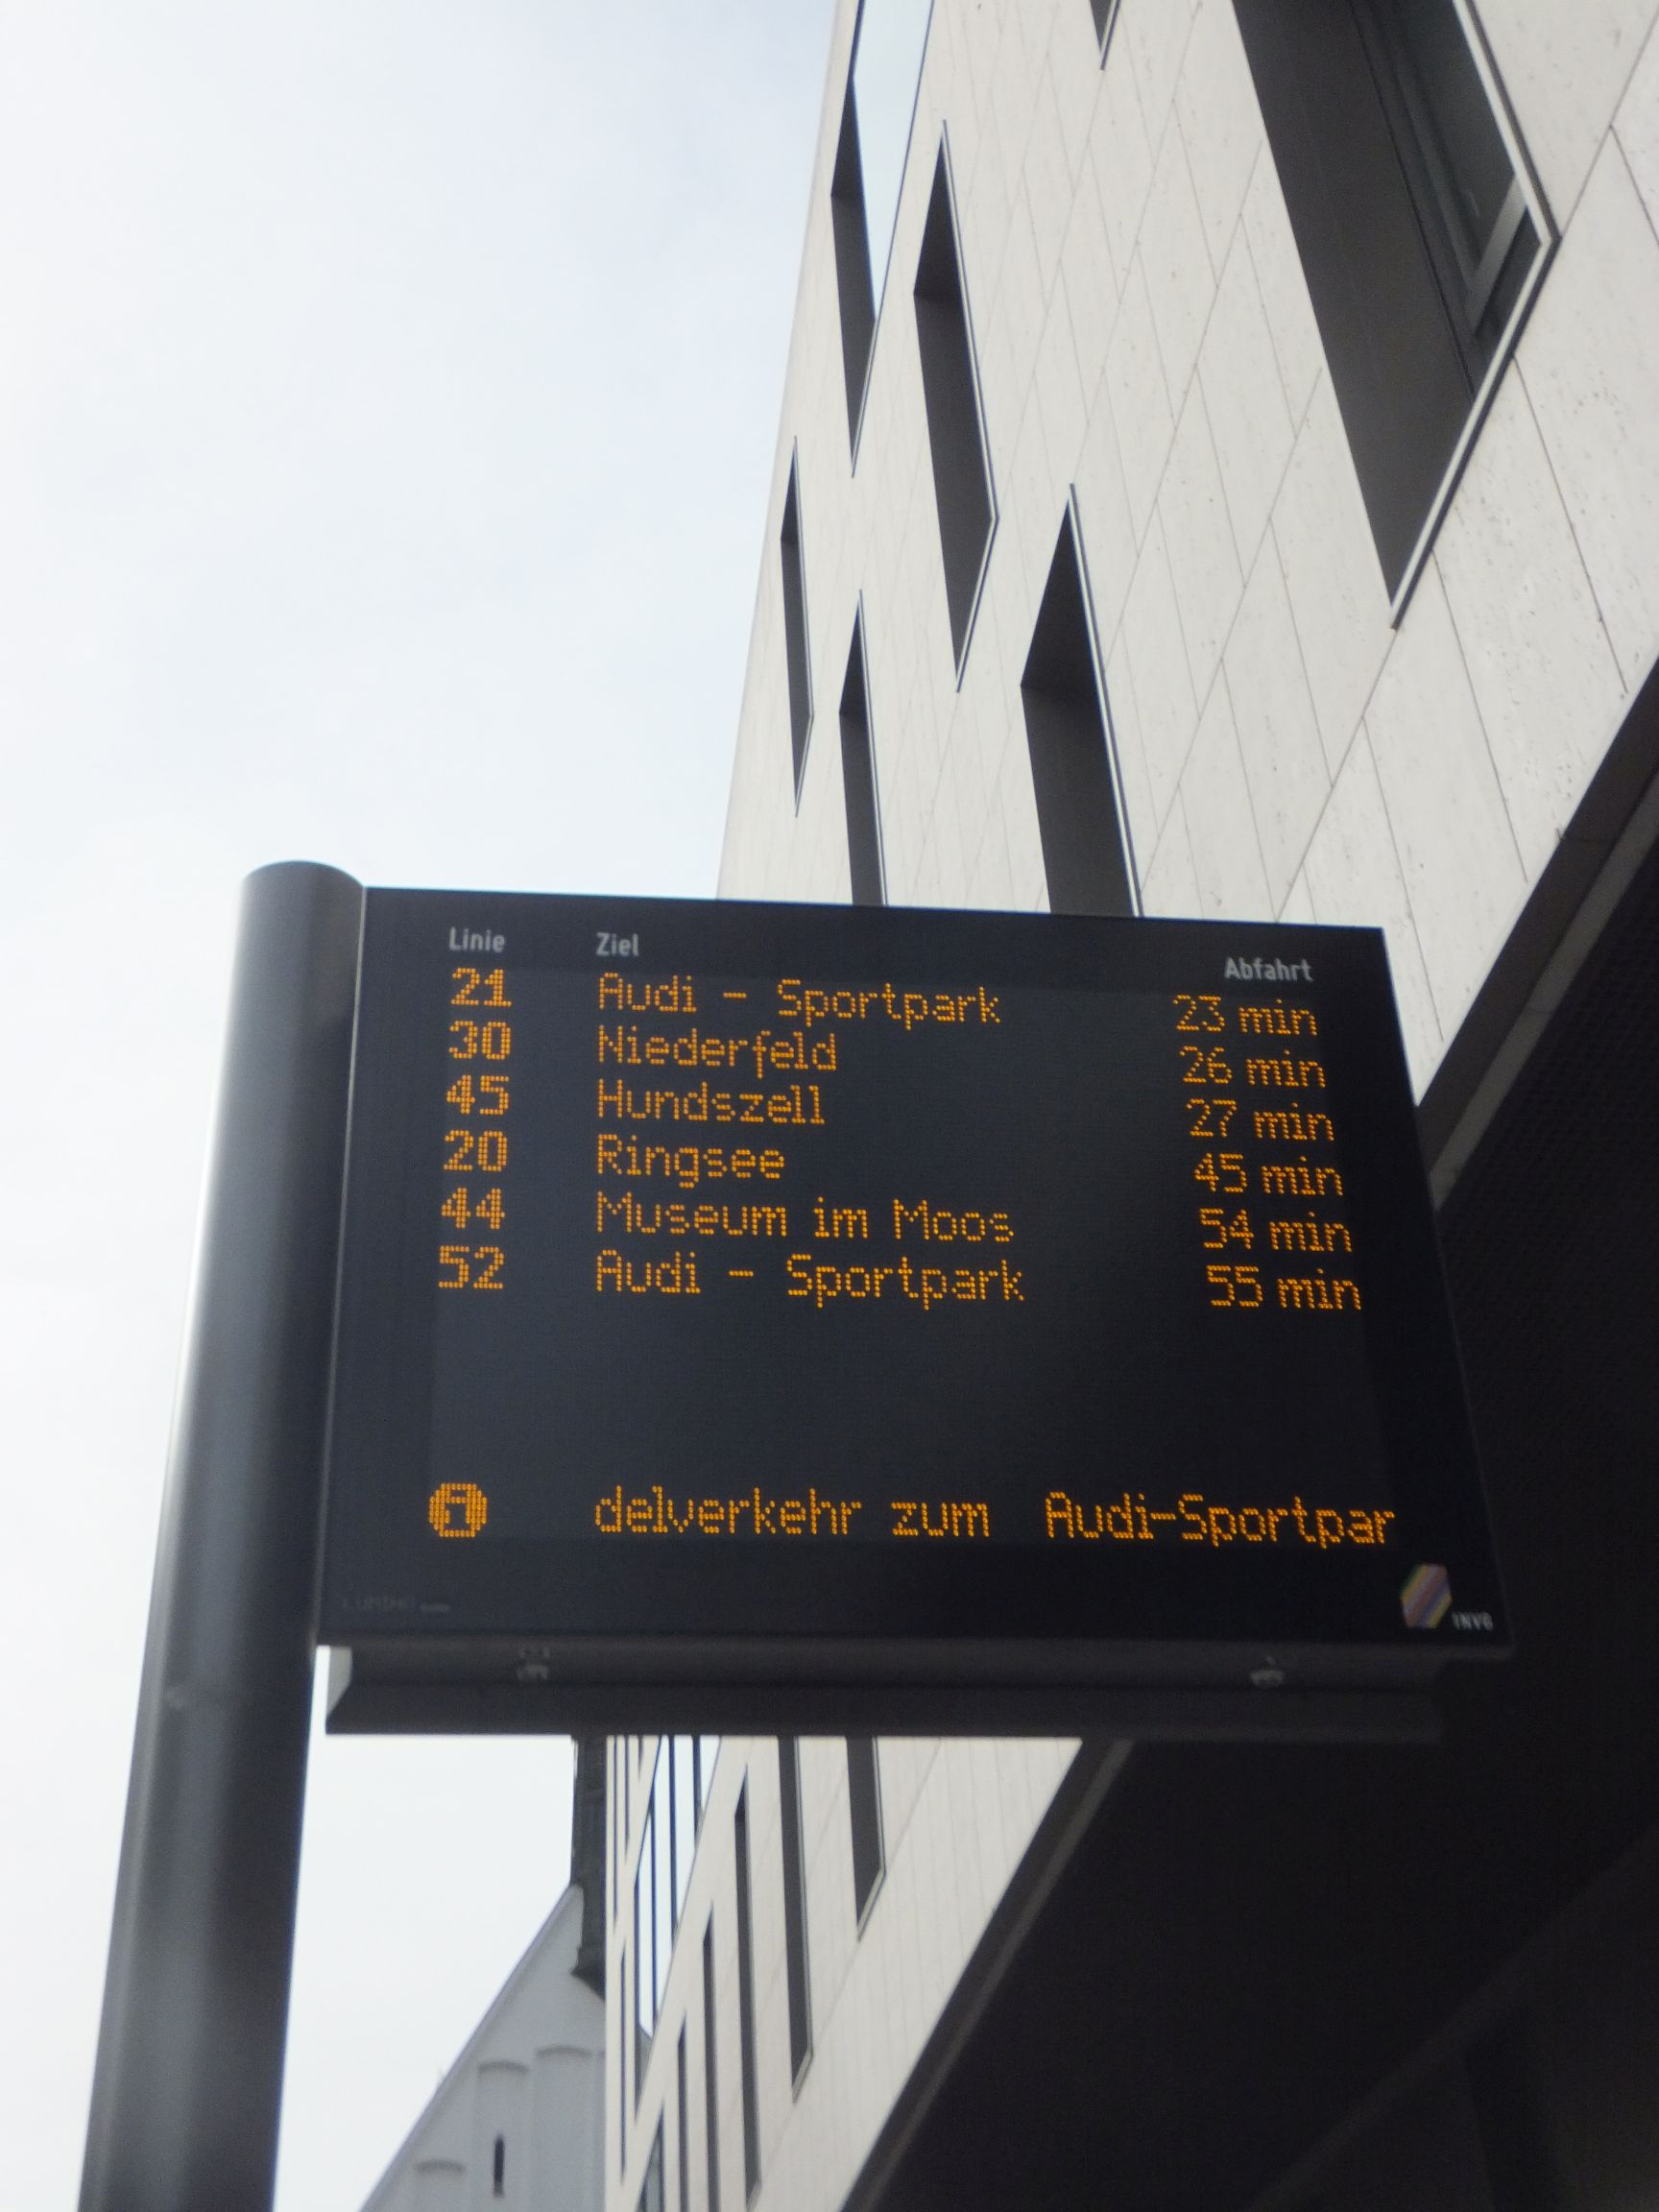 Linie Ziel Abfahrt
21 Audi - Sportpark 23 min
30 Niederfeld 26 min
45 Hundszell 27 min
20 Ringsee 45 min
44 Museum im Moos 54 min
52 Audi - Sportpark 55 min
i delverkehr zum Audi-Sportpar
LUMINO
INVG